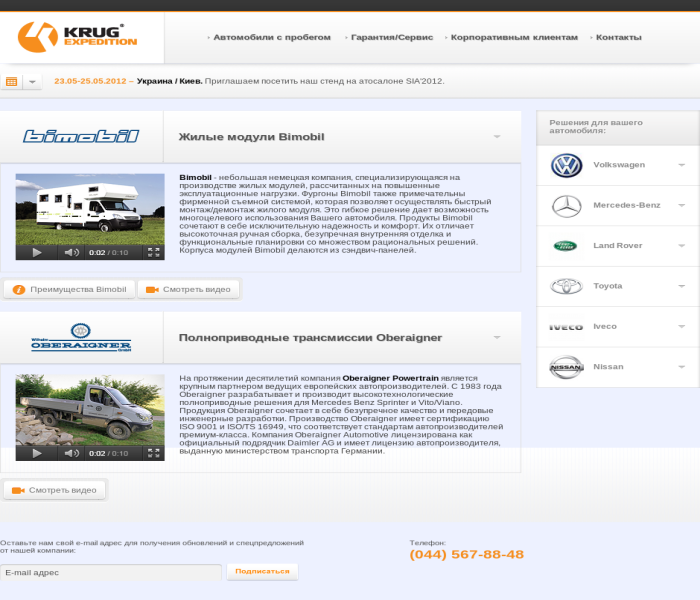 KRUG®
EXPEDITION
Автомобили с пробегом
Гарантия/Сервис
Корпоративным клиентам
Контакты
23.05-25.05.2012 – Украина / Киев. Приглашаем посетить наш стенд на атосалоне SIA'2012.
bimobil
Жилые модули Bimobil
Bimobil - небольшая немецкая компания, специализирующаяся на
производстве жилых модулей, рассчитанных на повышенные
эксплуатационные нагрузки. Фургоны Bimobil также примечательны
фирменной съемной системой, которая позволяет осуществлять быстрый
монтаж/демонтаж жилого модуля. Это гибкое решение дает возможность
многоцелевого использования Вашего автомобиля. Продукты Bimobil
сочетают в себе исключительную надежность и комфорт. Их отличает
высокоточная ручная сборка, безупречная внутренняя отделка и
функциональные планировки со множеством рациональных решений.
Корпуса модулей Bimobil делаются из сэндвич-панелей.
0:02 / 0:10
Преимущества Bimobil
Смотреть видео
Wilhelm
OBERAIGNER
GmbH
Полноприводные трансмиссии Oberaigner
На протяжении десятилетий компания Oberaigner Powertrain является
крупным партнером ведущих европейских автопроизводителей. С 1983 года
Oberaigner разрабатывает и производит высокотехнологические
полноприводные решения для Mercedes Benz Sprinter и Vito/Viano.
Продукция Oberaigner сочетает в себе безупречное качество и передовые
инженерные разработки. Производство Oberaigner имеет сертификацию
ISO 9001 и ISO/TS 16949, что соответствует стандартам автопроизводителей
премиум-класса. Компания Oberaigner Automotive лицензирована как
официальный подрядчик Daimler AG и имеет лицензию автопроизводителя,
выданную министерством транспорта Германии.
0:02 / 0:10
Смотреть видео
Решения для вашего
автомобиля:
Volkswagen
Mercedes-Benz
Land Rover
Toyota
IVECO
Iveco
NISSAN
Nissan
Оставьте нам свой e-mail адрес для получения обновлений и спецпредложений
от нашей компании:
E-mail адрес
Подписаться
Телефон:
(044) 567-88-48